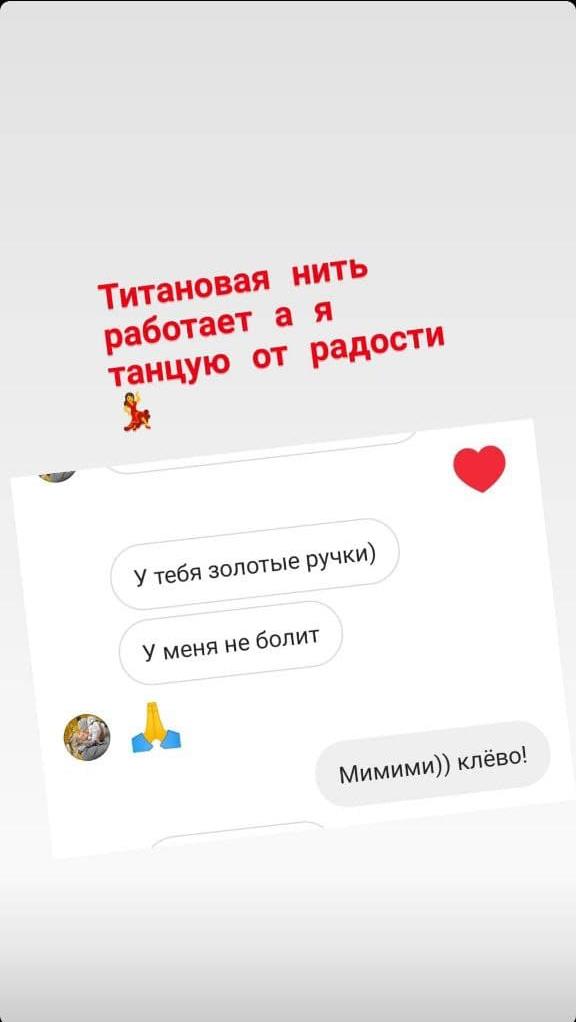 Титановая нить
работает а я
танцую от радости
💃
У тебя золотые ручки)
У меня не болит
🙏
Мимими)) клёво!